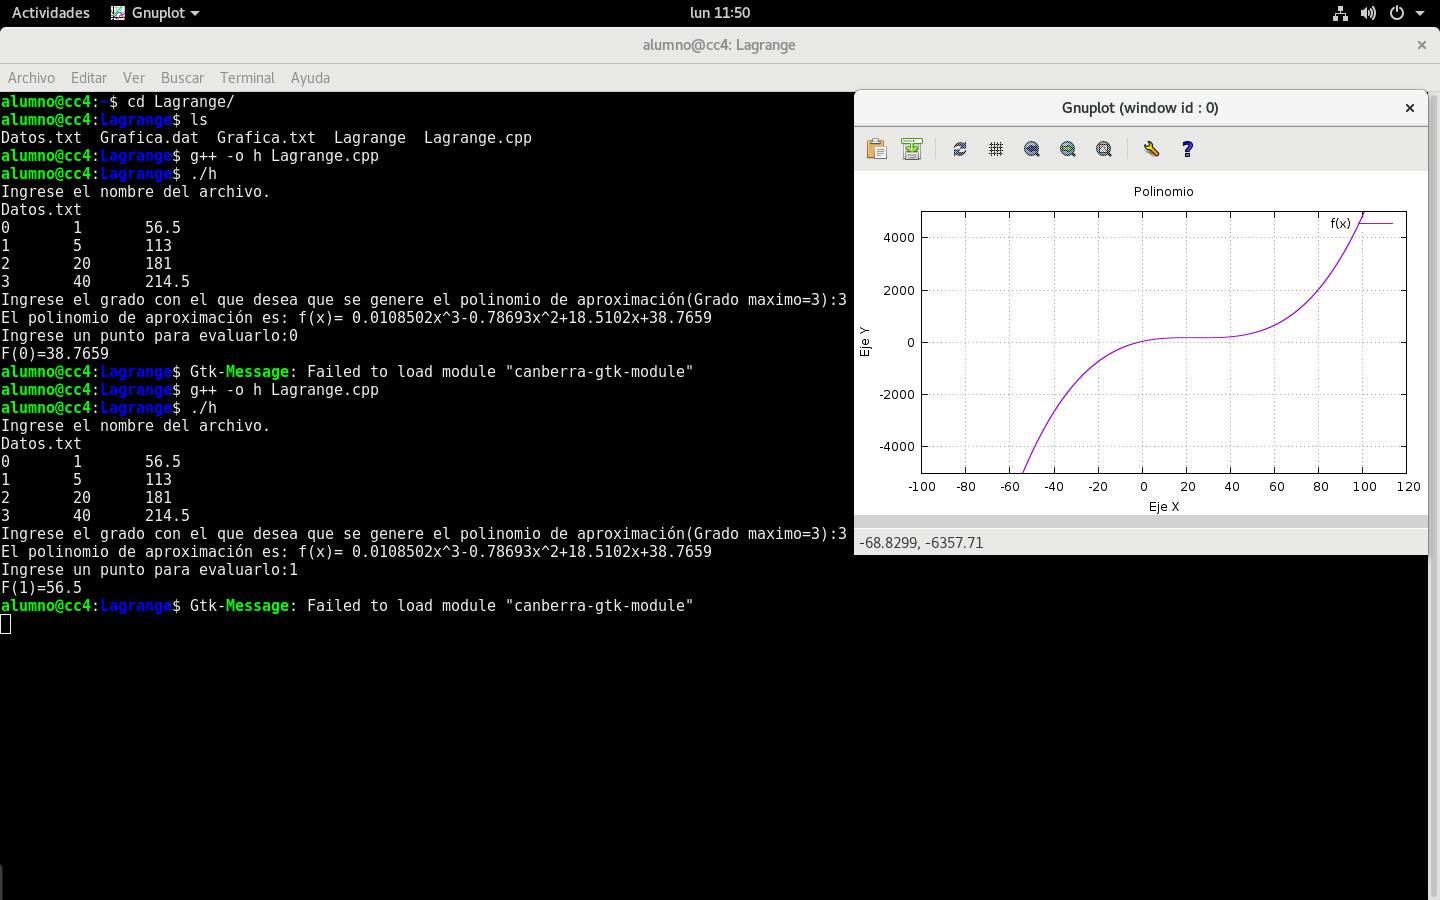 Actividades Gnuplot lun 11:50
alumno@cc4: Lagrange
Archivo Editar Ver Buscar Terminal Ayuda
alumno@cc4:~$ cd Lagrange/
alumno@cc4:Lagrange$ ls
Datos.txt  Grafica.dat  Grafica.txt  Lagrange  Lagrange.cpp
alumno@cc4:Lagrange$ g++ -o h Lagrange.cpp
alumno@cc4:Lagrange$ ./h
Ingrese el nombre del archivo.
Datos.txt
0 1 56.5
1 5 113
2 20 181
3 40 214.5
Ingrese el grado con el que desea que se genere el polinomio de aproximación(Grado maximo=3):3
El polinomio de aproximación es: f(x)= 0.0108502x^3-0.78693x^2+18.5102x+38.7659
Ingrese un punto para evaluarlo:0
F(0)=38.7659
alumno@cc4:Lagrange$ Gtk-Message: Failed to load module "canberra-gtk-module"
alumno@cc4:Lagrange$ g++ -o h Lagrange.cpp
alumno@cc4:Lagrange$ ./h
Ingrese el nombre del archivo.
Datos.txt
0 1 56.5
1 5 113
2 20 181
3 40 214.5
Ingrese el grado con el que desea que se genere el polinomio de aproximación(Grado maximo=3):3
El polinomio de aproximación es: f(x)= 0.0108502x^3-0.78693x^2+18.5102x+38.7659
Ingrese un punto para evaluarlo:1
F(1)=56.5
alumno@cc4:Lagrange$ Gtk-Message: Failed to load module "canberra-gtk-module"
Gnuplot (window id : 0)
Polinomio
f(x)
4000
2000
0
-2000
-4000
Eje Y
-100 -80 -60 -40 -20 0 20 40 60 80 100 120
Eje X
-68.8299, -6357.71